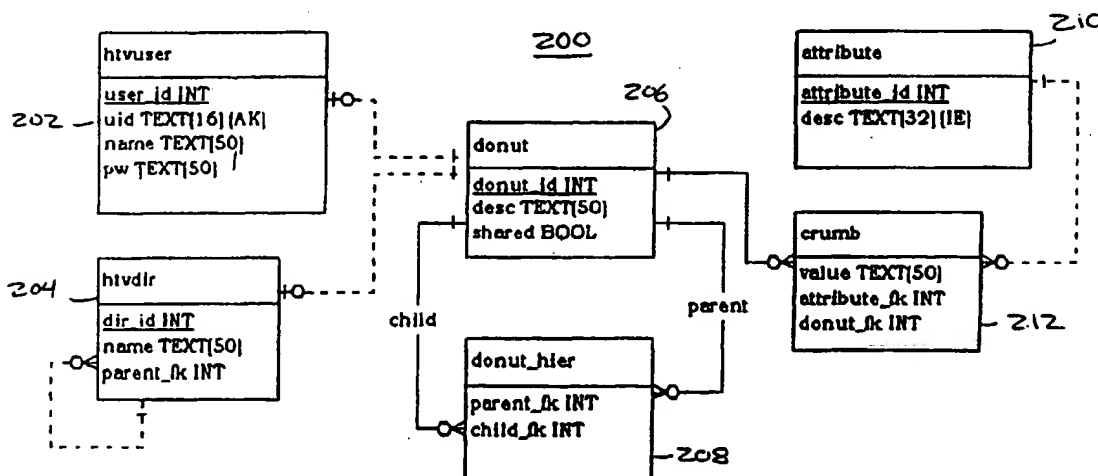 200
210
htvuser
user_id INT
uid TEXT[16] (AK)
name TEXT[50]
pw TEXT[50]
202
206
donut
donut_id INT
desc TEXT[50]
shared BOOL
attribute
attribute_id INT
desc TEXT[32] (IE)
crumb
value TEXT[50]
attribute_fk INT
donut_fk INT
212
204
htvdir
dir_id INT
name TEXT[50]
parent_fk INT
child
parent
donut_hier
parent_fk INT
child_fk INT
208